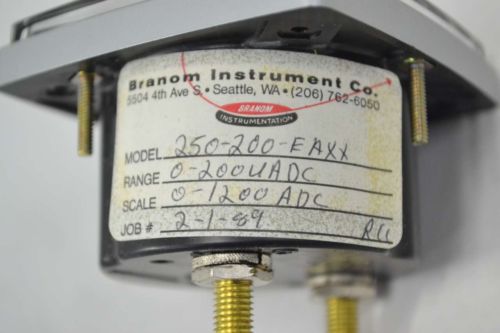 Branom Instrument Co.
5504 4th Ave S. • Seattle, WA • (206) 762-6050
BRANOM
INSTRUMENTATION
MODEL 250-200-EAXX
RANGE 0-200UADC
SCALE 0-1200 ADC
JOB # 2-1-89